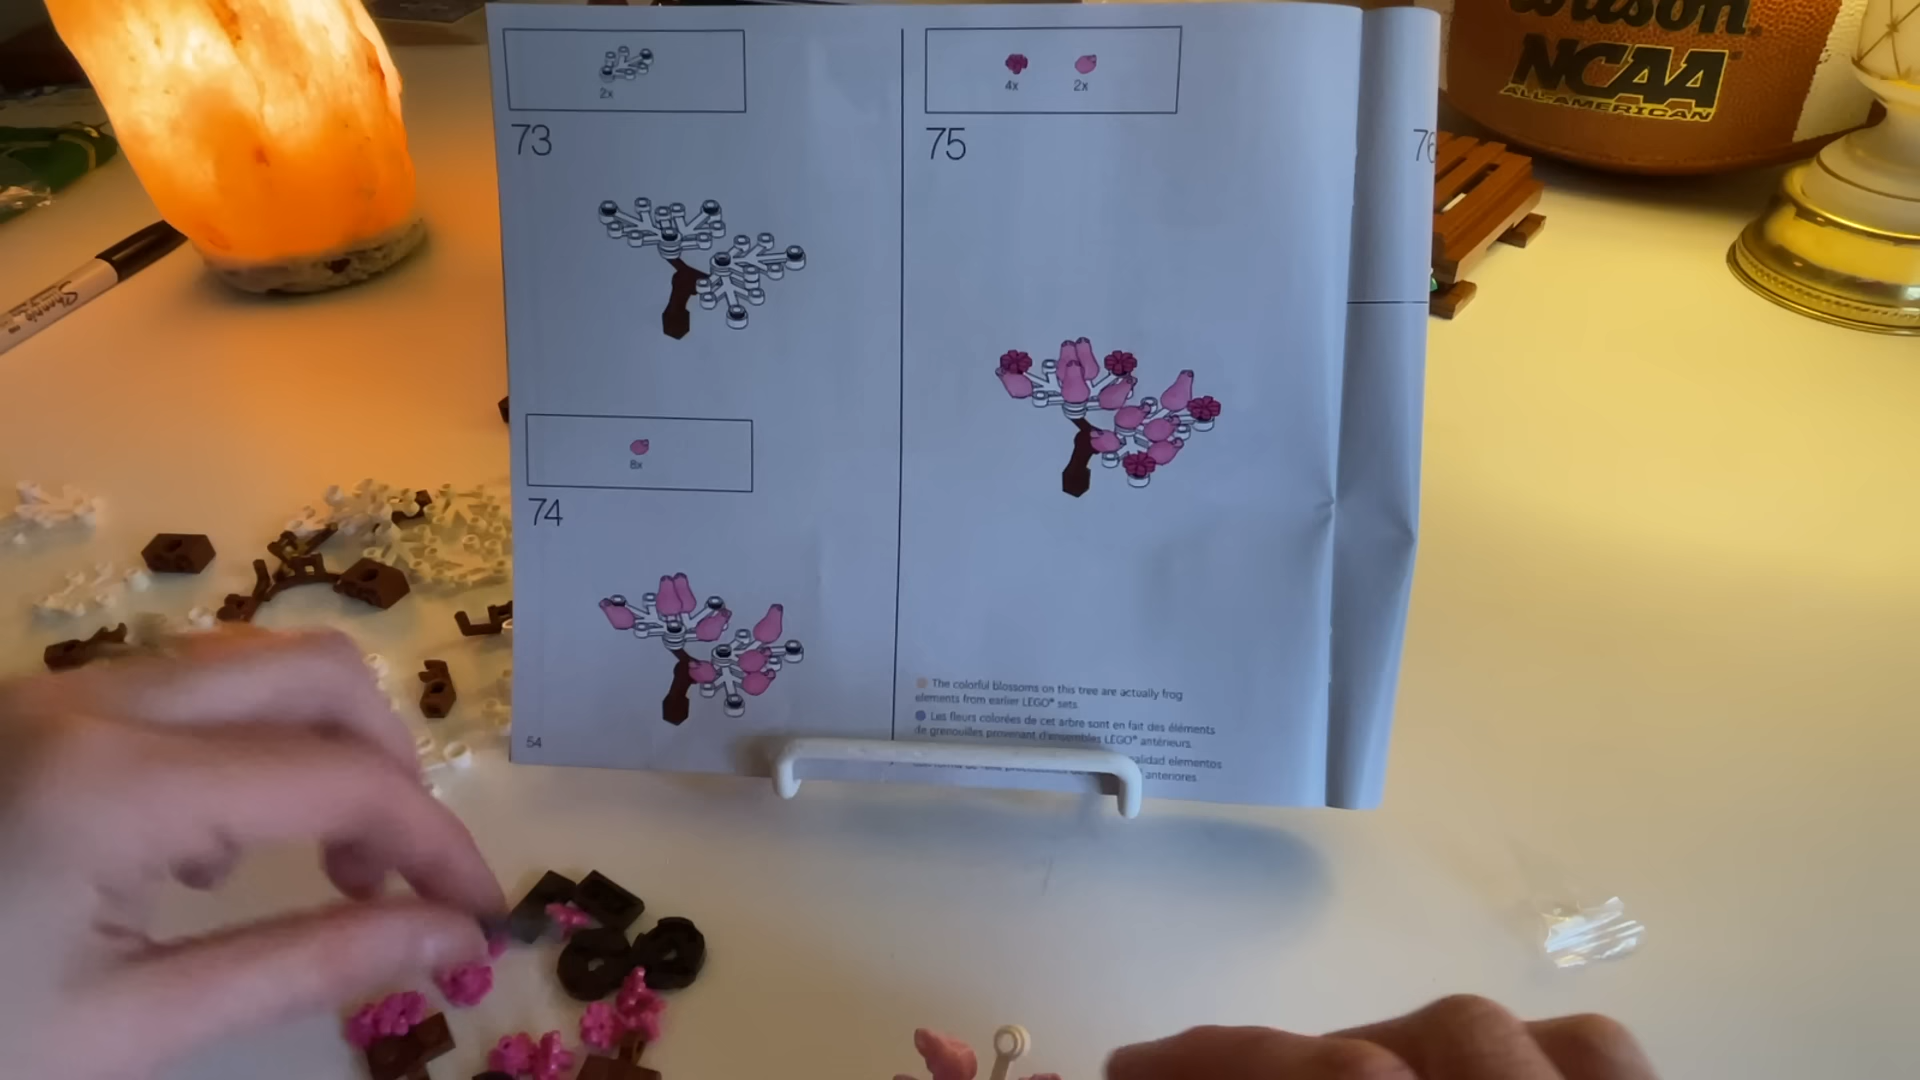 2x
73
8x
74
54
4x 2x
75
76
The colorful blossoms on this tree are actually frog
elements from earlier LEGO® sets.
Les fleurs colorées de cet arbre sont en fait des éléments
de grenouilles provenant d'ensembles LEGO® antérieurs.
elementos
anteriores.
Wilson
NCAA
ALL-AMERICAN
Sharpie